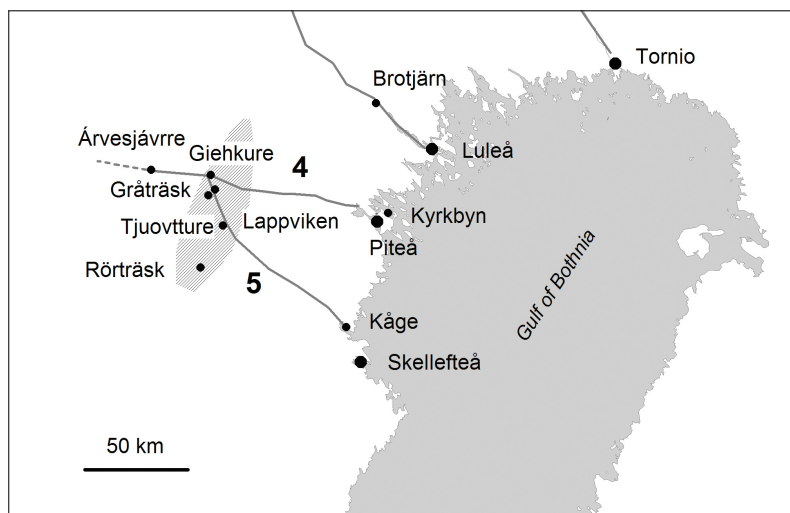 Tornio
Brotjärn
Árvesjávrre
Giehkure
Luleå
4
Gråträsk
Kyrkbyn
Tjuovtture
Lappviken
Piteå
Rörträsk
5
Gulf of Bothnia
Kåge
Skellefteå
50 km